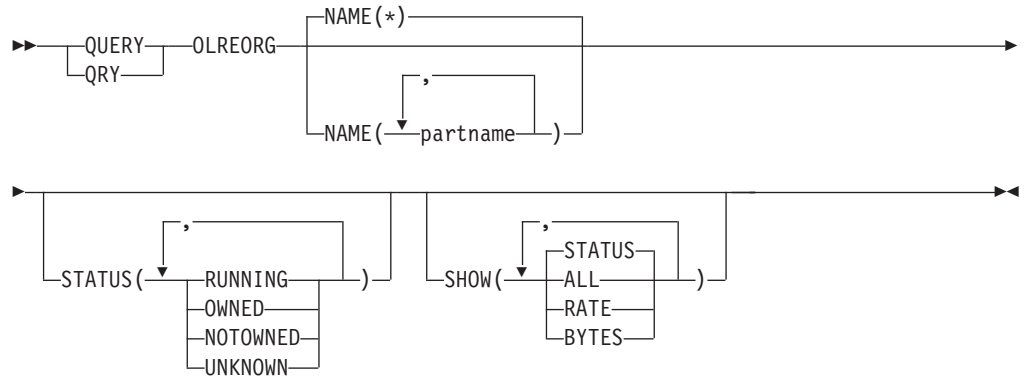 NAME(*)
QUERY OLREORG
QRY
,
NAME( partname )
, ,
STATUS
STATUS( RUNNING ) SHOW( ALL )
OWNED RATE
NOTOWNED BYTES
UNKNOWN